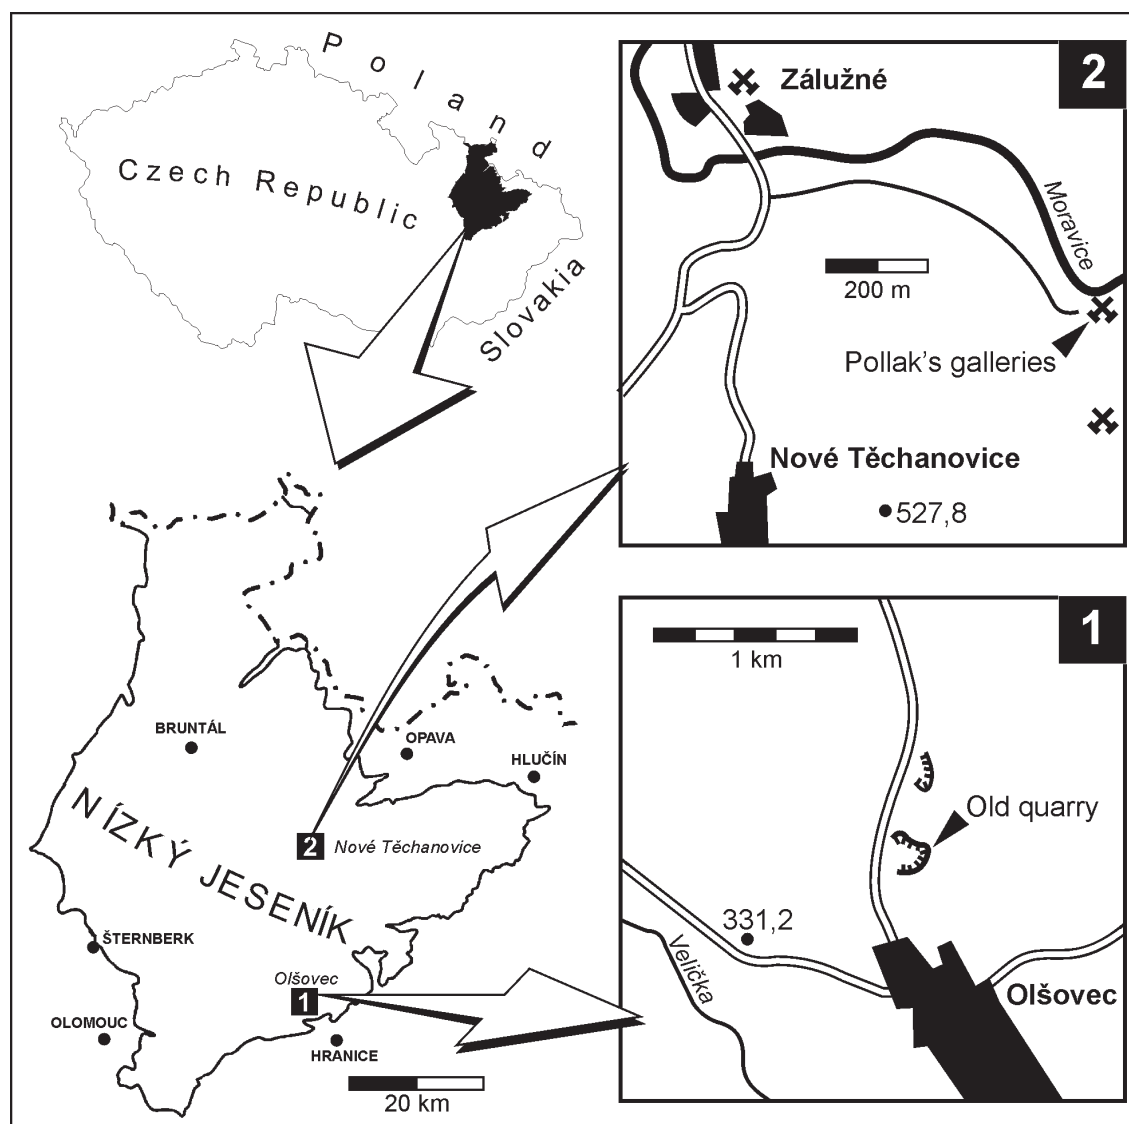 Poland
Czech Republic
Slovakia
2
Zálužné
Moravice
200 m
Pollak's galleries
Nové Těchanovice
527,8
BRUNTÁL
OPAVA
HLUČÍN
2
Nové Těchanovice
NÍZKÝ JESENÍK
ŠTERNBERK
Olšovec
1
OLOMOUC
HRANICE
20 km
1
1 km
Old quarry
331,2
Velička
Olšovec